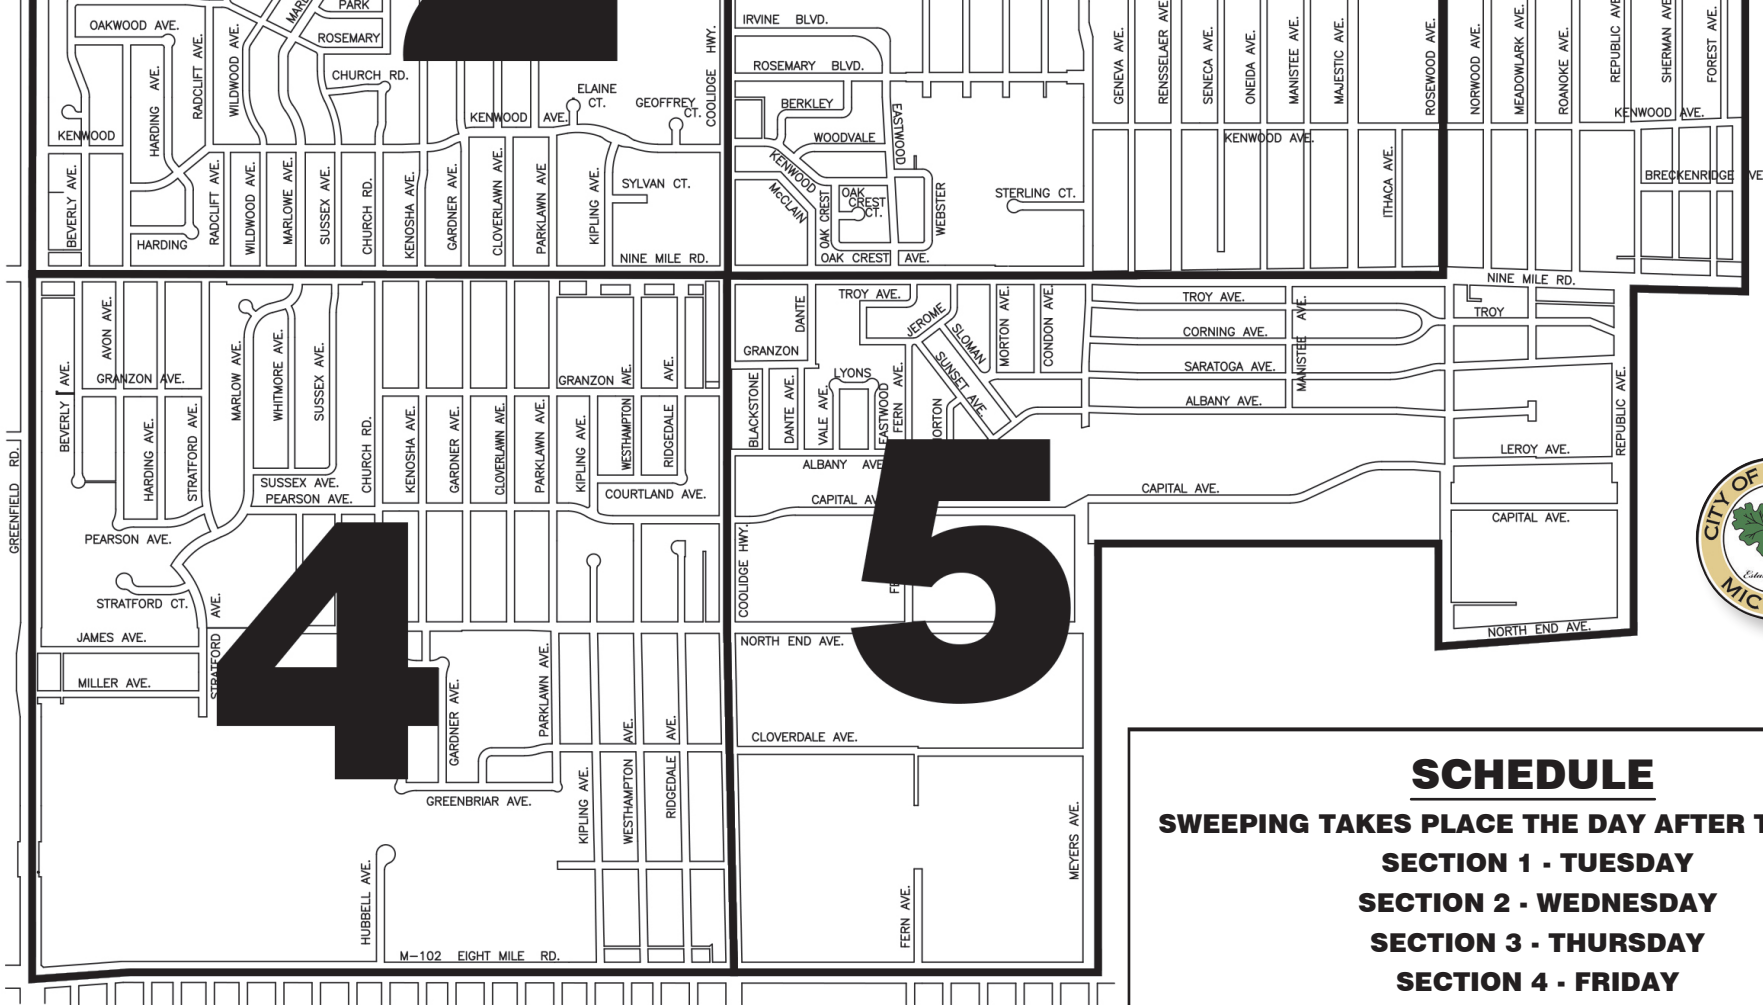 OAKWOOD AVE.
PARK
ROSEMARY
RADCLIFT AVE.
WILDWOOD AVE.
HARDING AVE.
CHURCH RD.
KENWOOD
KENWOOD AVE.
ELAINE
CT.
GEOFFREY
CT.
COOLIDGE HWY.
BEVERLY AVE.
HARDING
RADCLIFT AVE.
WILDWOOD AVE.
MARLOWE AVE.
SUSSEX AVE.
CHURCH RD.
KENOSHA AVE.
GARDNER AVE.
CLOVERLAWN AVE.
PARKLAWN AVE
KIPLING AVE.
SYLVAN CT.
NINE MILE RD.
IRVINE BLVD.
ROSEMARY BLVD.
BERKLEY
WOODVALE
EASTWOOD
KENWOOD
McCLAIN
OAK CREST
OAK
CREST
CT.
WEBSTER
OAK CREST AVE.
STERLING CT.
GENEVA AVE.
RENSSELAER AVE
SENECA AVE.
ONEIDA AVE.
MANISTEE AVE.
MAJESTIC AVE.
ROSEWOOD AVE.
NORWOOD AVE.
MEADOWLARK AVE.
ROANOKE AVE.
REPUBLIC AVE
SHERMAN AVE
FOREST AVE.
KENWOOD AVE.
KENWOOD AVE.
ITHACA AVE.
BRECKENRIDGE
NINE MILE RD.
GREENFIELD RD.
BEVERLY AVE.
AVON AVE.
GRANZON AVE.
HARDING AVE.
STRATFORD AVE.
MARLOW AVE.
WHITMORE AVE.
SUSSEX AVE.
CHURCH RD.
SUSSEX AVE.
PEARSON AVE.
KENOSHA AVE.
GARDNER AVE.
CLOVERLAWN AVE.
PARKLAWN AVE.
KIPLING AVE.
GRANZON AVE.
WESTHAMPTON
AVE.
RIDGEDALE
COURTLAND AVE.
PEARSON AVE.
STRATFORD CT.
STRATFORD AVE.
JAMES AVE.
MILLER AVE.
4
GARDNER AVE.
PARKLAWN AVE.
GREENBRIAR AVE.
KIPLING AVE.
WESTHAMPTON AVE.
RIDGEDALE AVE.
HUBBELL AVE.
M-102 EIGHT MILE RD.
TROY AVE.
DANTE
GRANZON
JEROME
SLOMAN
MORTON AVE.
CONDON AVE.
SUNSET AVE.
LYONS
BLACKSTONE
DANTE AVE.
VALE AVE.
EASTWOOD
FERN AVE.
ALBANY AVE
CAPITAL AV
COOLIDGE HWY.
5
NORTH END AVE.
CLOVERDALE AVE.
FERN AVE.
MEYERS AVE.
TROY AVE.
CORNING AVE.
SARATOGA AVE.
ALBANY AVE.
MANISTEE AVE.
CAPITAL AVE.
TROY
REPUBLIC AVE.
LEROY AVE.
CAPITAL AVE.
NORTH END AVE.
CITY OF
MIC
SCHEDULE
SWEEPING TAKES PLACE THE DAY AFTER T
SECTION 1 - TUESDAY
SECTION 2 - WEDNESDAY
SECTION 3 - THURSDAY
SECTION 4 - FRIDAY